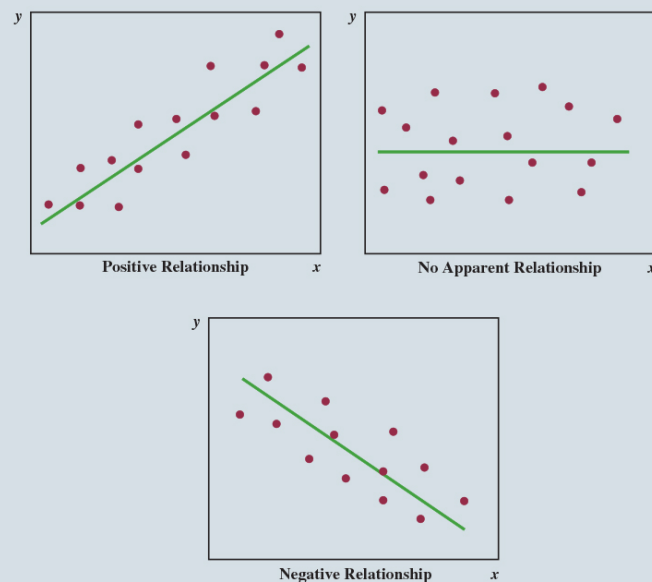 y
y
Positive Relationship x
No Apparent Relationship x
y
Negative Relationship x